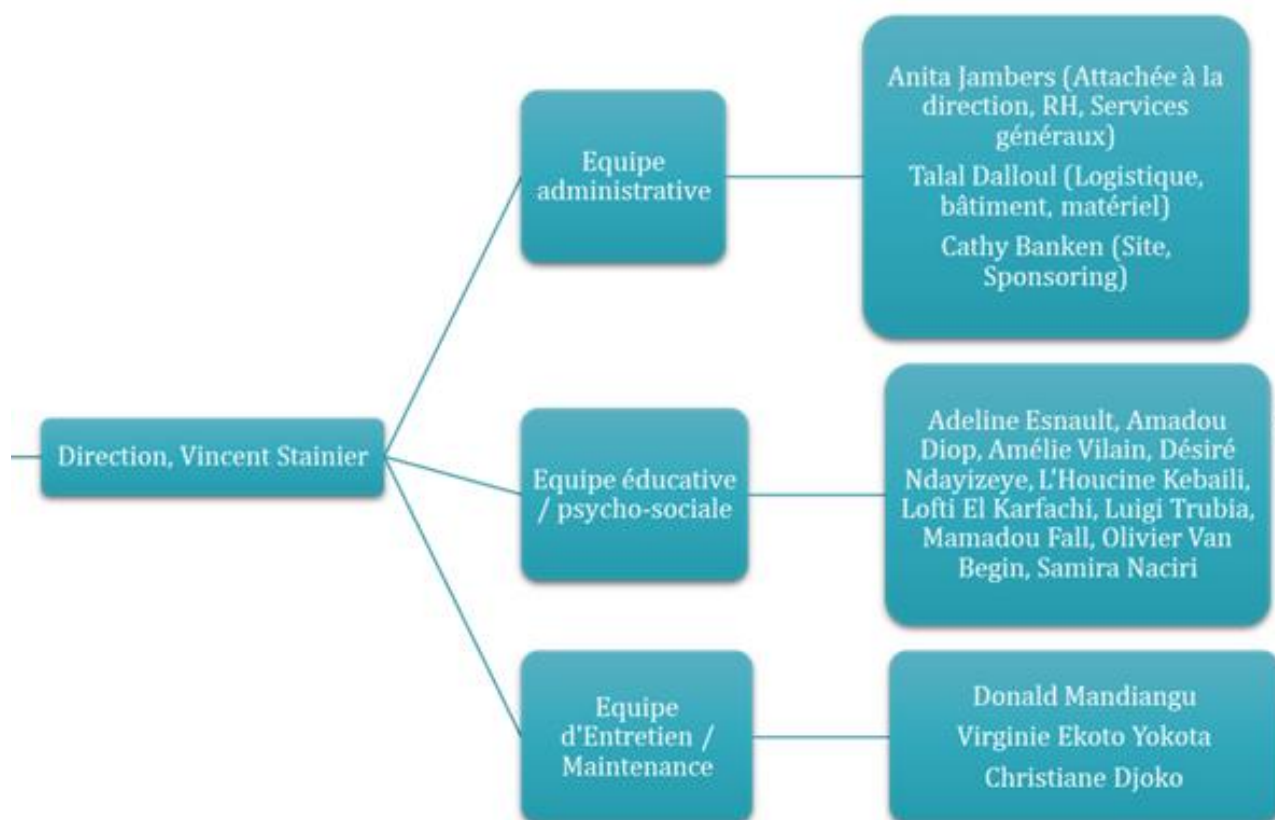 Direction, Vincent Stainier
Equipe
administrative
Anita Jambers (Attachée à la
direction, RH, Services
généraux)
Talal Dalloul (Logistique,
bâtiment, matériel)
Cathy Banken (Site,
Sponsoring)
Equipe éducative
/ psycho-sociale
Adeline Esnault, Amadou
Diop, Amélie Vilain, Désiré
Ndayizeye, L'Houcine Kebaili,
Lofti El Karfachi, Luigi Trubia,
Mamadou Fall, Olivier Van
Begin, Samira Naciri
Equipe
d'Entretien /
Maintenance
Donald Mandiangu
Virginie Ekoto Yokota
Christiane Djoko